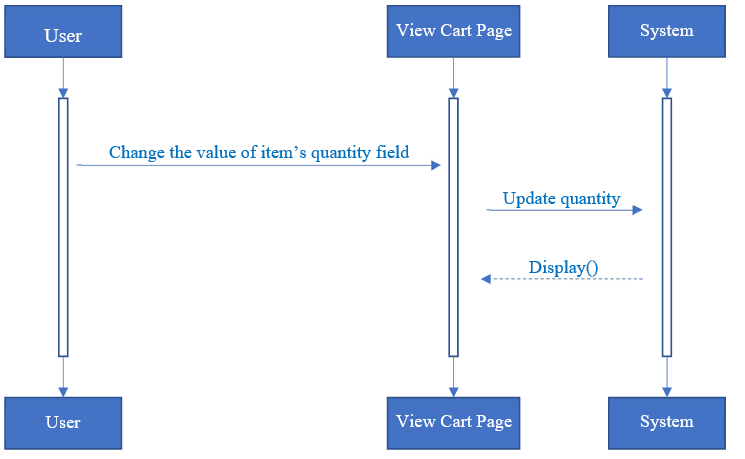 User
View Cart Page
System
Change the value of item’s quantity field
Update quantity
Display()
User
View Cart Page
System